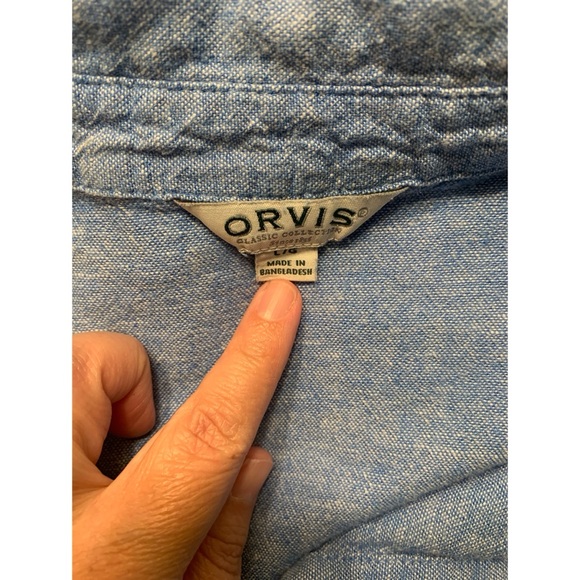 ORVIS
CLASSIC COLLECTION
L/G
MADE IN
BANGLADESH